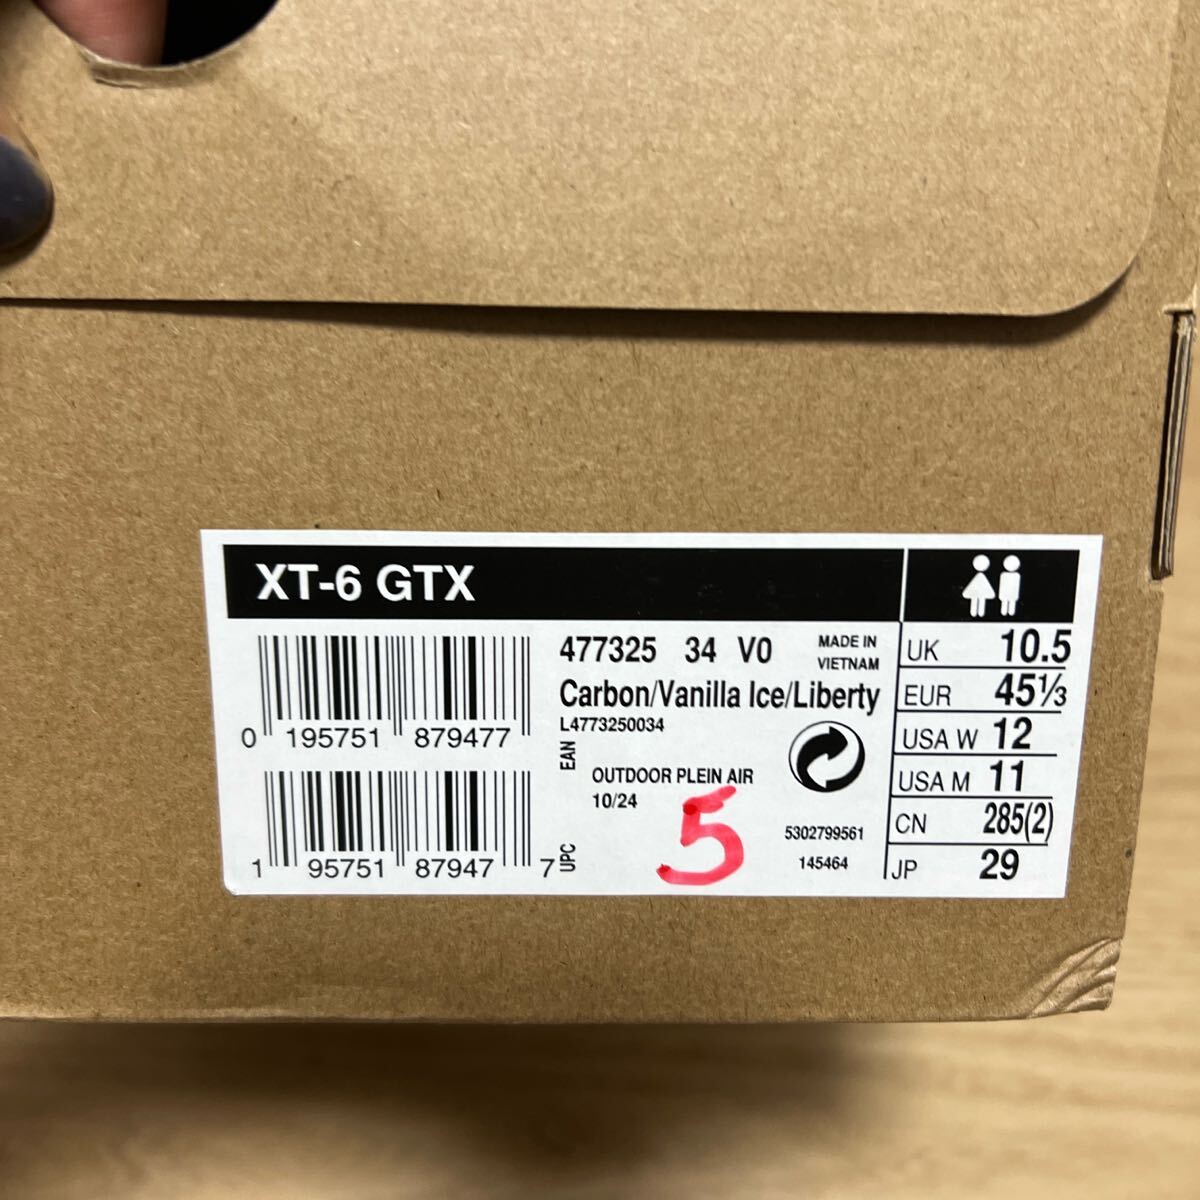 XT-6 GTX
477325 34 V0
MADE IN
VIETNAM
Carbon/Vanilla Ice/Liberty
L4773250034
0 195751 879477
EAN
OUTDOOR PLEIN AIR
10/24
5
5302799561
145464
1 95751 87947 7
UPC
UK 10.5
EUR 45⅓
USA W 12
USA M 11
CN 285(2)
JP 29